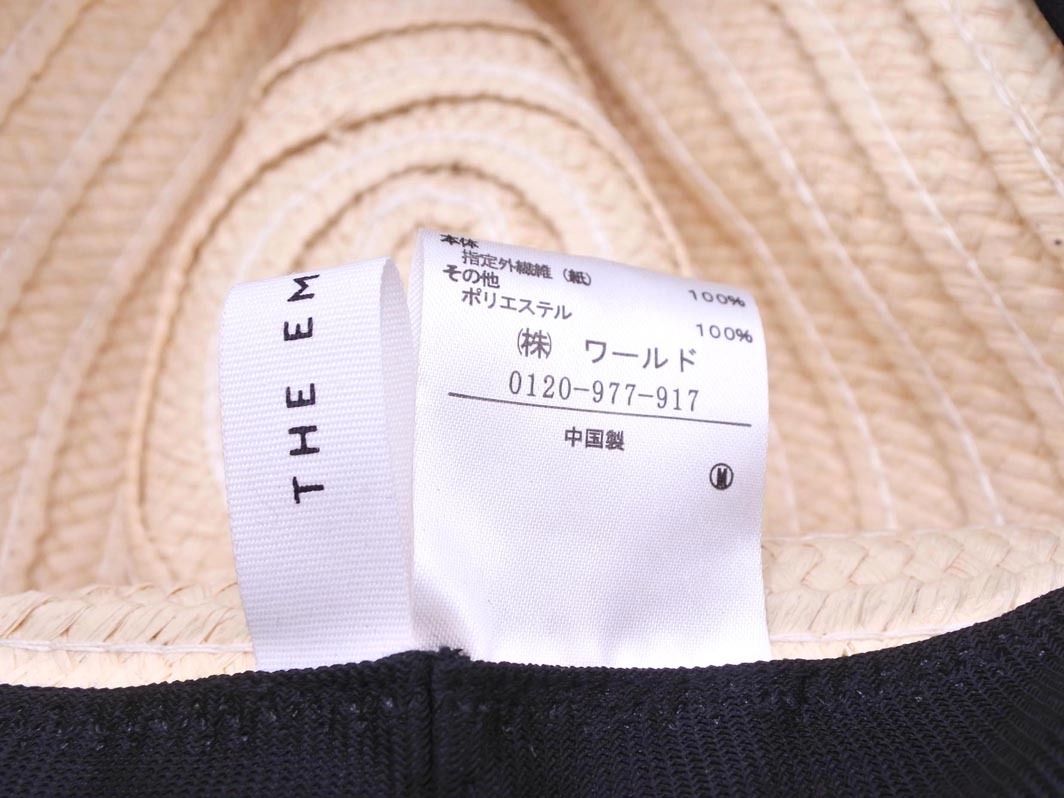 THE EM
本体
指定外繊維（紙） 100%
その他
ポリエステル 100%
㈱ ワールド
0120-977-917
中国製
Ⓜ